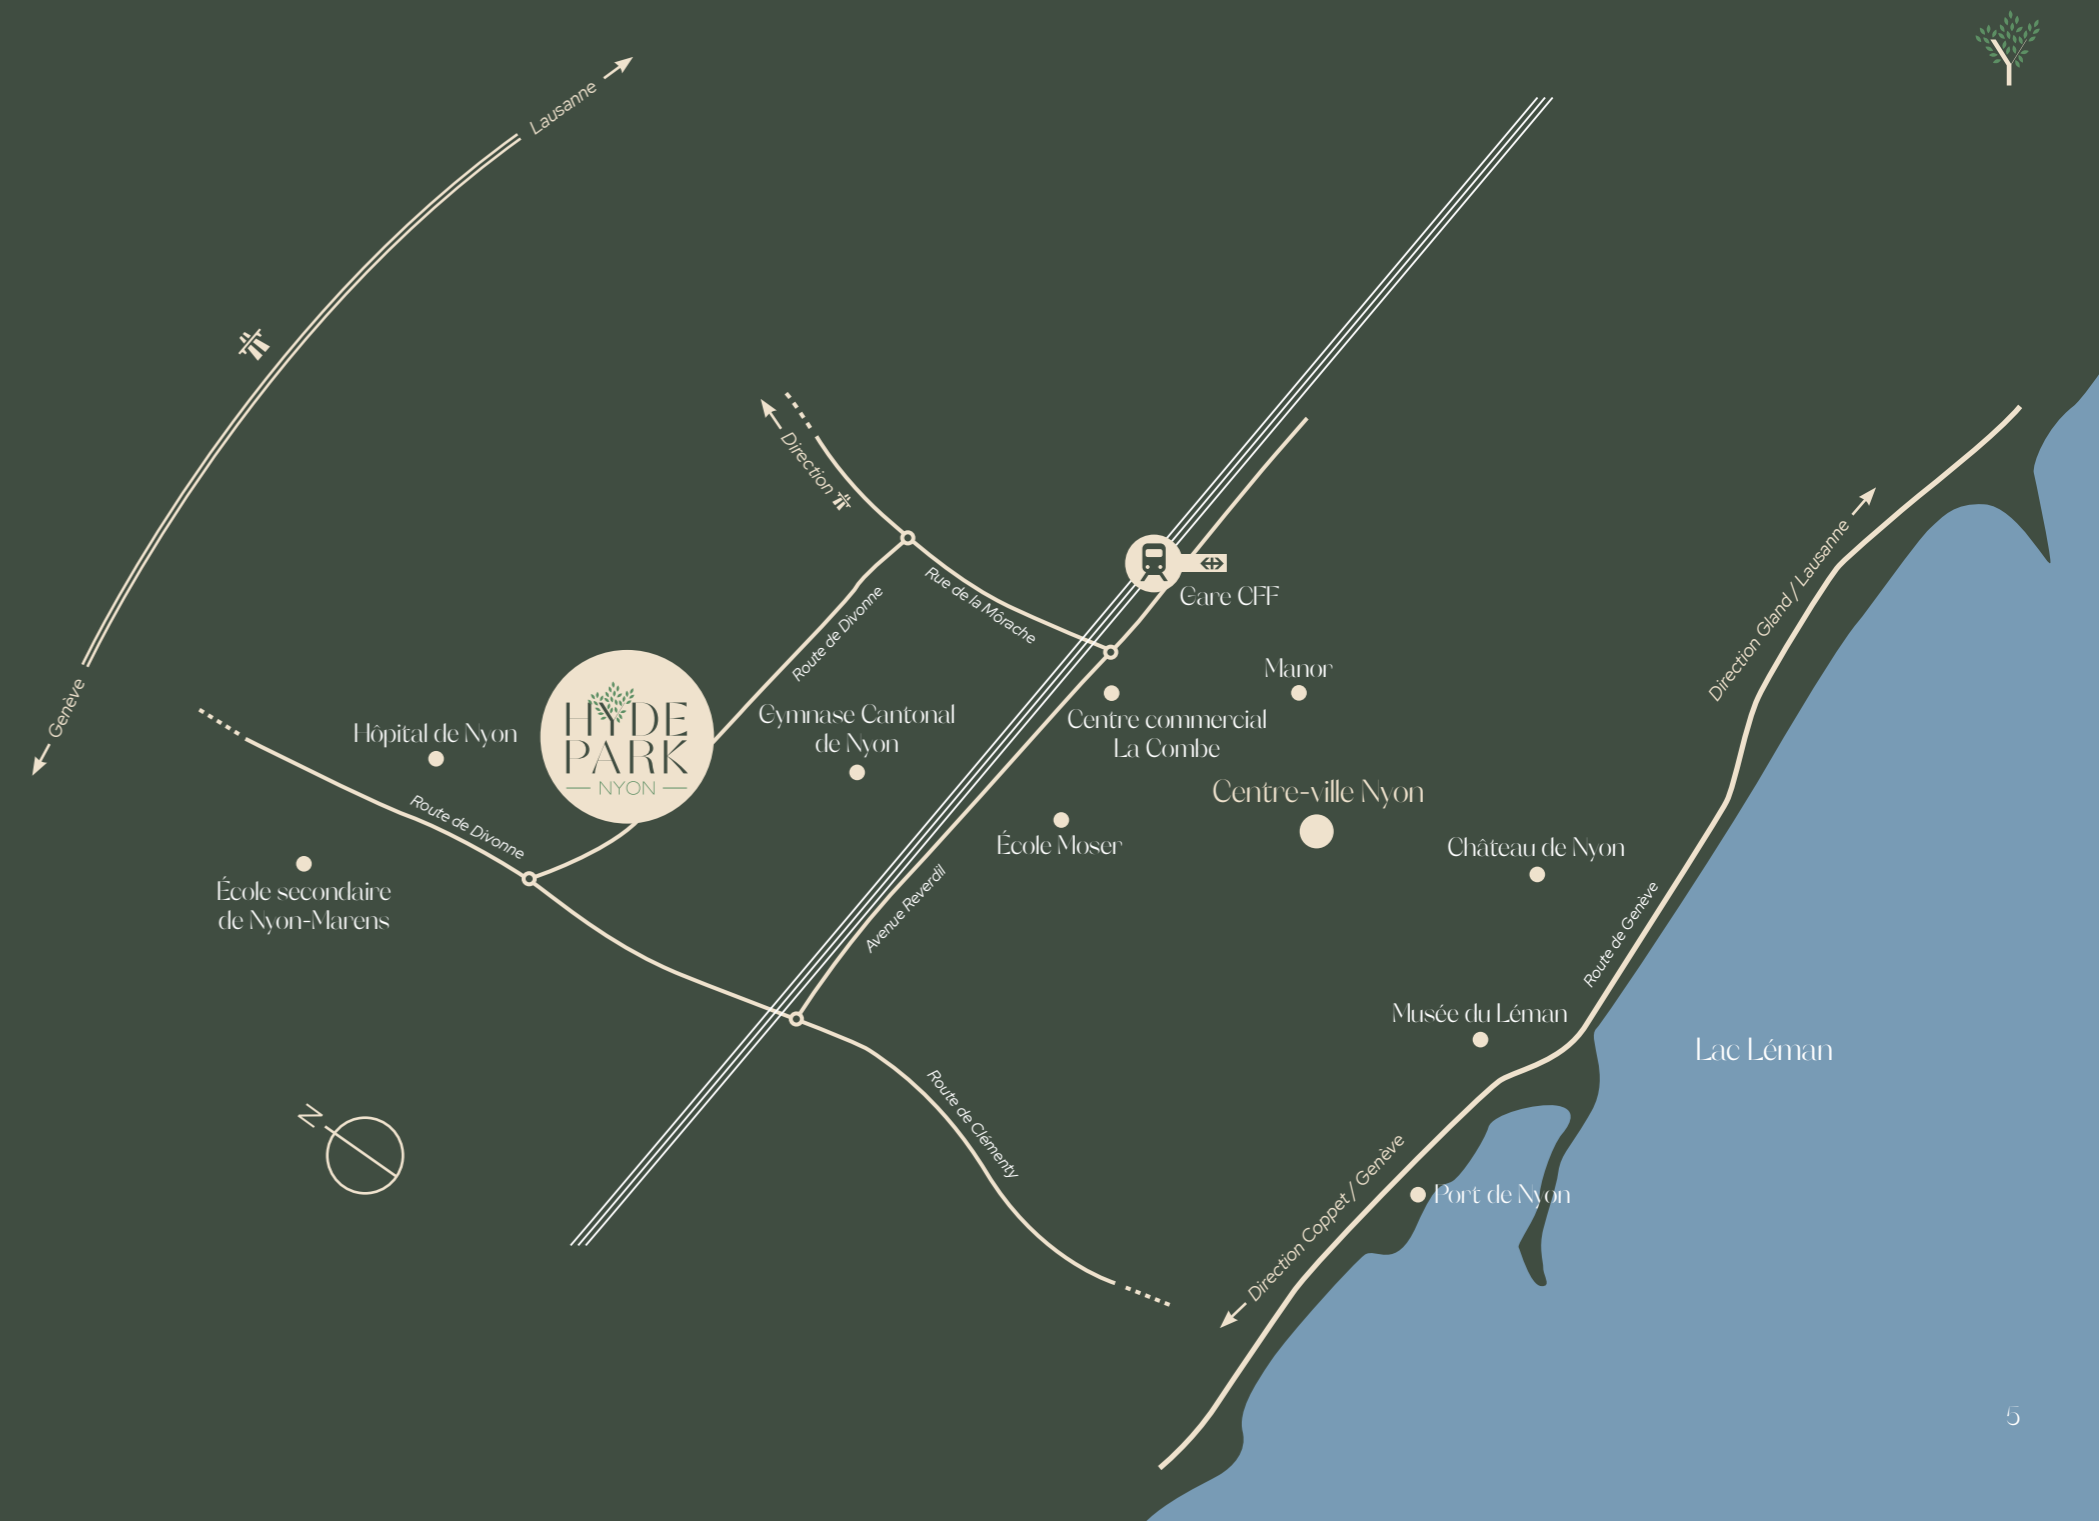 Lausanne
Direction
Gare CFF
Rue de la Môrache
Route de Divonne
Genève
HYDE
PARK
NYON
Hôpital de Nyon
Gymnase Cantonal
de Nyon
Manor
Centre commercial
La Combe
Direction Gland / Lausanne
Centre-ville Nyon
Route de Divonne
École Moser
Château de Nyon
École secondaire
de Nyon-Marens
Avenue Reverdil
Route de Genève
Musée du Léman
Lac Léman
N
Route de Clémenty
Port de Nyon
Direction Coppet / Genève
5